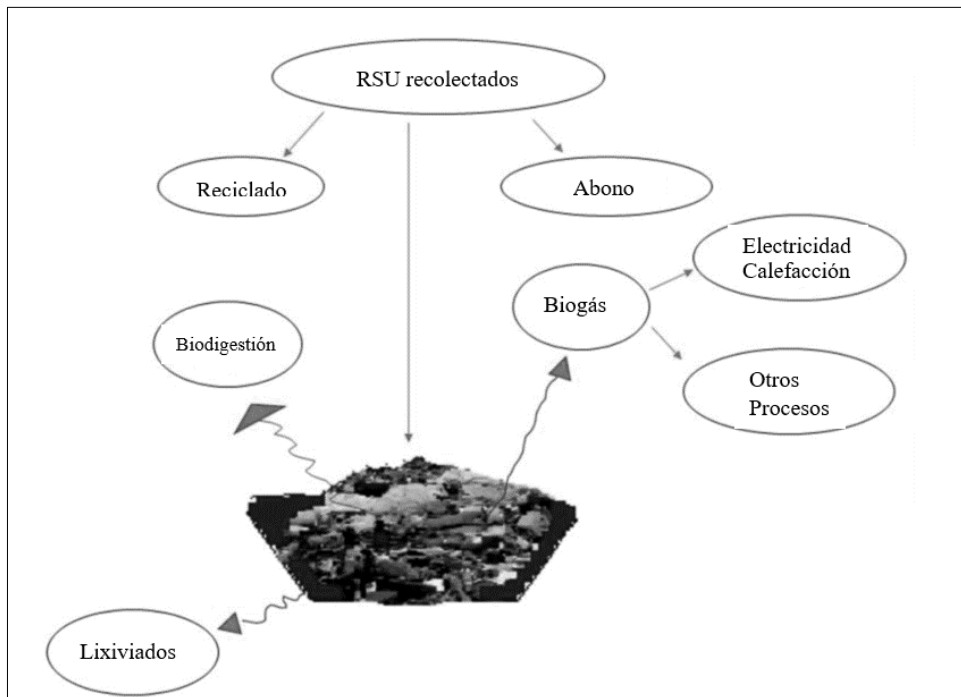 RSU recolectados
Reciclado
Abono
Electricidad
Calefacción
Biogás
Biodigestión
Otros
Procesos
Lixiviados